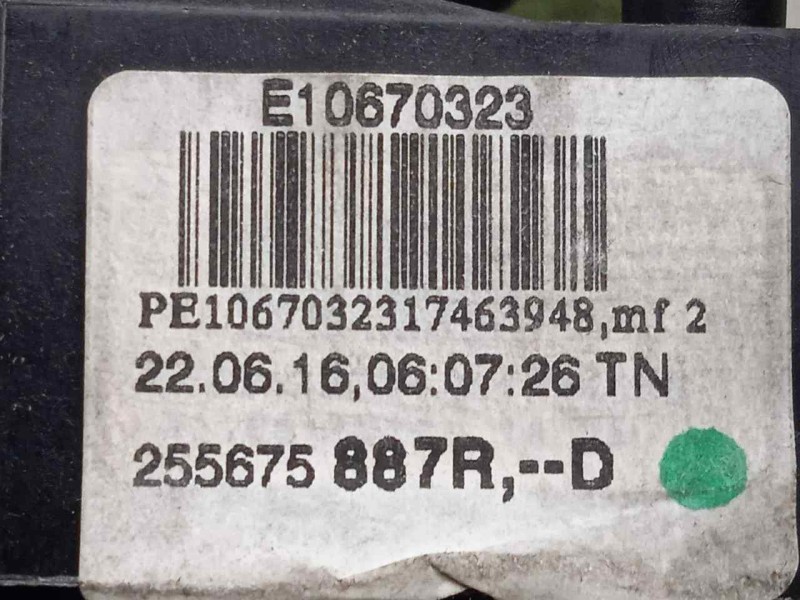 E10670323
PE1067032317463948,mf 2
22.06.16,06:07:26 TN
255675 887R,--D